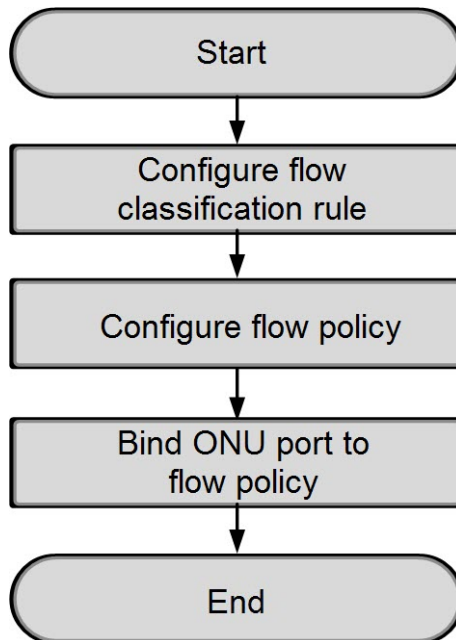 Start
Configure flow
classification rule
Configure flow policy
Bind ONU port to
flow policy
End